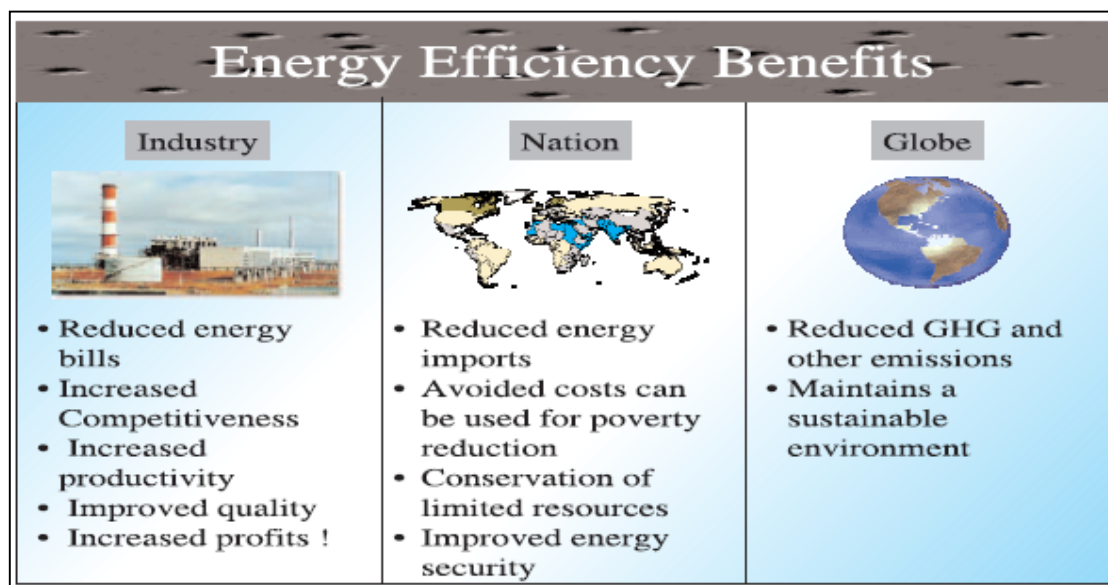 Energy Efficiency Benefits
Industry
• Reduced energy
bills
• Increased
Competitiveness
• Increased
productivity
• Improved quality
• Increased profits !
Nation
• Reduced energy
imports
• Avoided costs can
be used for poverty
reduction
• Conservation of
limited resources
• Improved energy
security
Globe
• Reduced GHG and
other emissions
• Maintains a
sustainable
environment